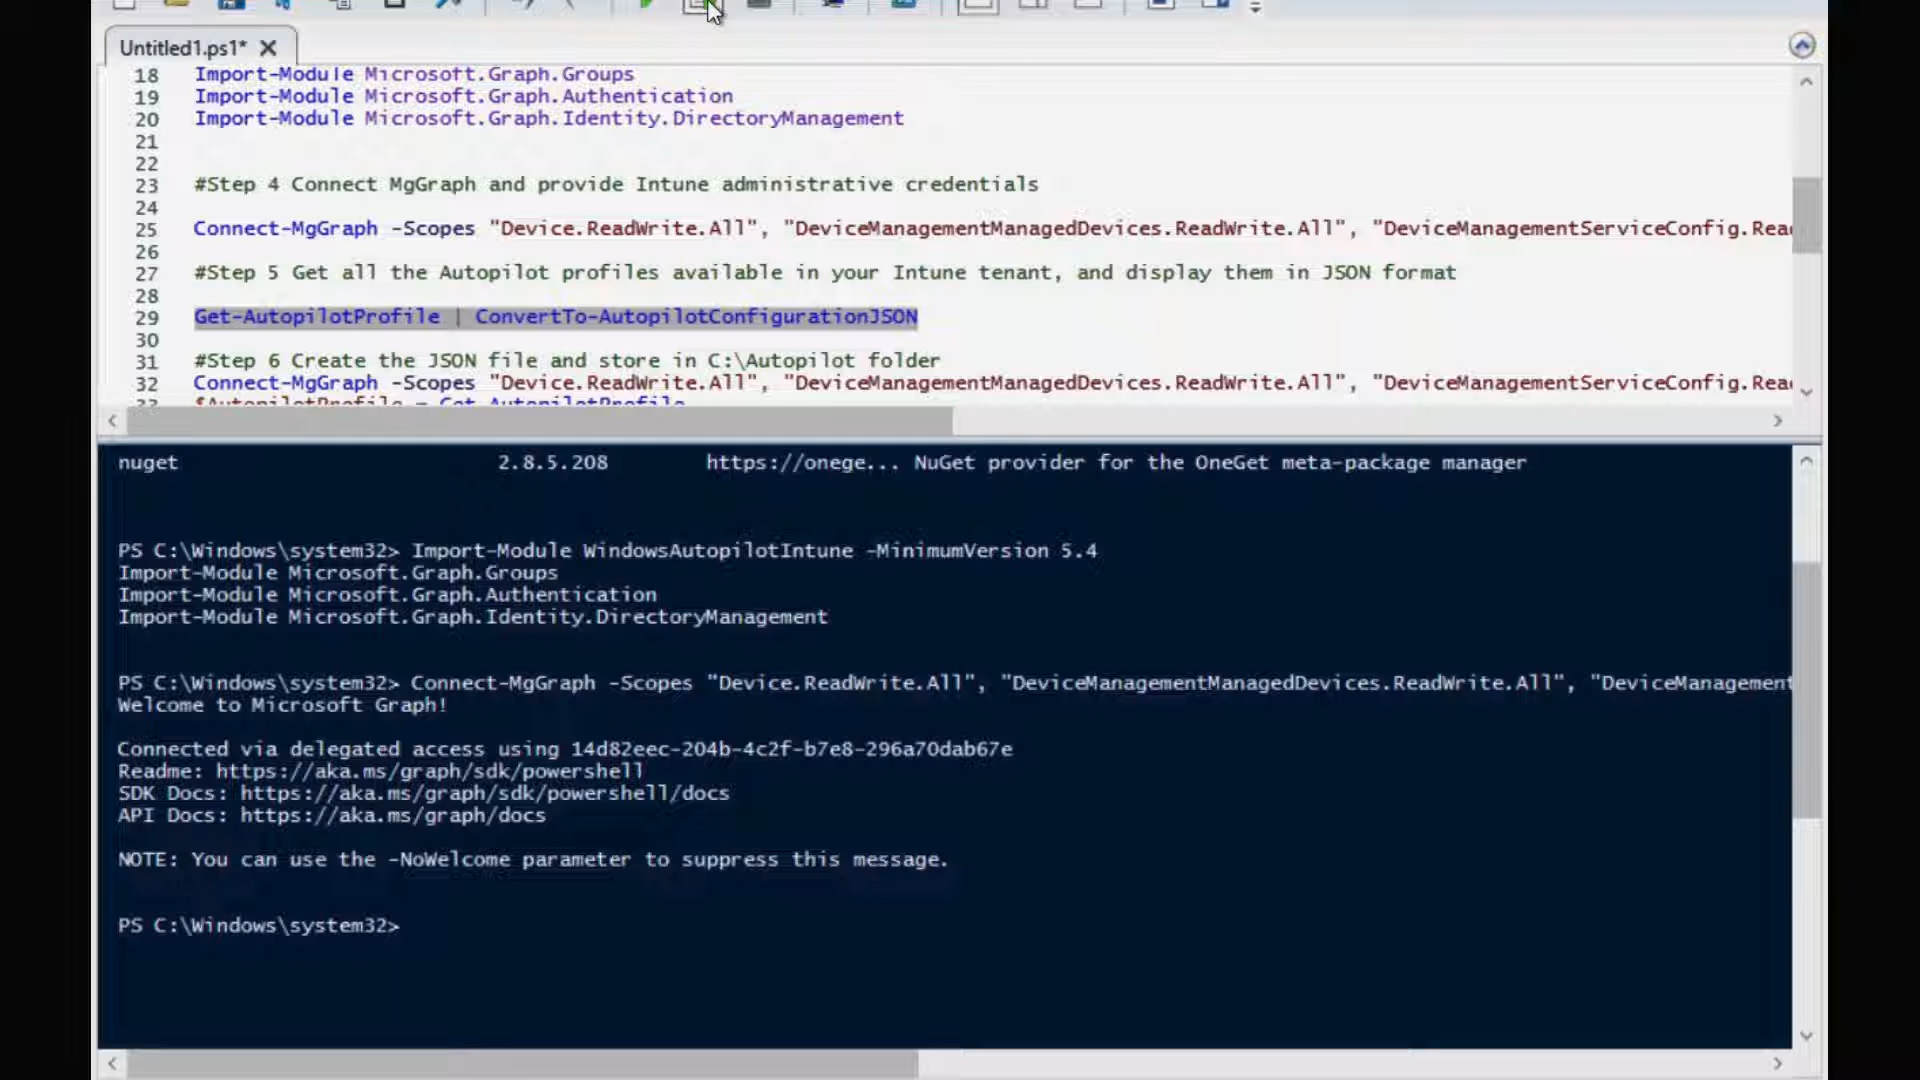 Untitled1.ps1*
18 Import-Module Microsoft.Graph.Groups
19 Import-Module Microsoft.Graph.Authentication
20 Import-Module Microsoft.Graph.Identity.DirectoryManagement
21
22
23 #Step 4 Connect MgGraph and provide Intune administrative credentials
24
25 Connect-MgGraph -Scopes "Device.ReadWrite.All", "DeviceManagementManagedDevices.ReadWrite.All", "DeviceManagementServiceConfig.Rea
26
27 #Step 5 Get all the Autopilot profiles available in your Intune tenant, and display them in JSON format
28
29 Get-AutopilotProfile | ConvertTo-AutopilotConfigurationJSON
30
31 #Step 6 Create the JSON file and store in C:\Autopilot folder
32 Connect-MgGraph -Scopes "Device.ReadWrite.All", "DeviceManagementManagedDevices.ReadWrite.All", "DeviceManagementServiceConfig.Rea
33 $AutopilotProfile = Get-AutopilotProfile
nuget 2.8.5.208 https://onege... NuGet provider for the OneGet meta-package manager
PS C:\Windows\system32> Import-Module WindowsAutopilotIntune -MinimumVersion 5.4
Import-Module Microsoft.Graph.Groups
Import-Module Microsoft.Graph.Authentication
Import-Module Microsoft.Graph.Identity.DirectoryManagement
PS C:\Windows\system32> Connect-MgGraph -Scopes "Device.ReadWrite.All", "DeviceManagementManagedDevices.ReadWrite.All", "DeviceManagement
Welcome to Microsoft Graph!
Connected via delegated access using 14d82eec-204b-4c2f-b7e8-296a70dab67e
Readme: https://aka.ms/graph/sdk/powershell
SDK Docs: https://aka.ms/graph/sdk/powershell/docs
API Docs: https://aka.ms/graph/docs
NOTE: You can use the -NoWelcome parameter to suppress this message.
PS C:\Windows\system32>